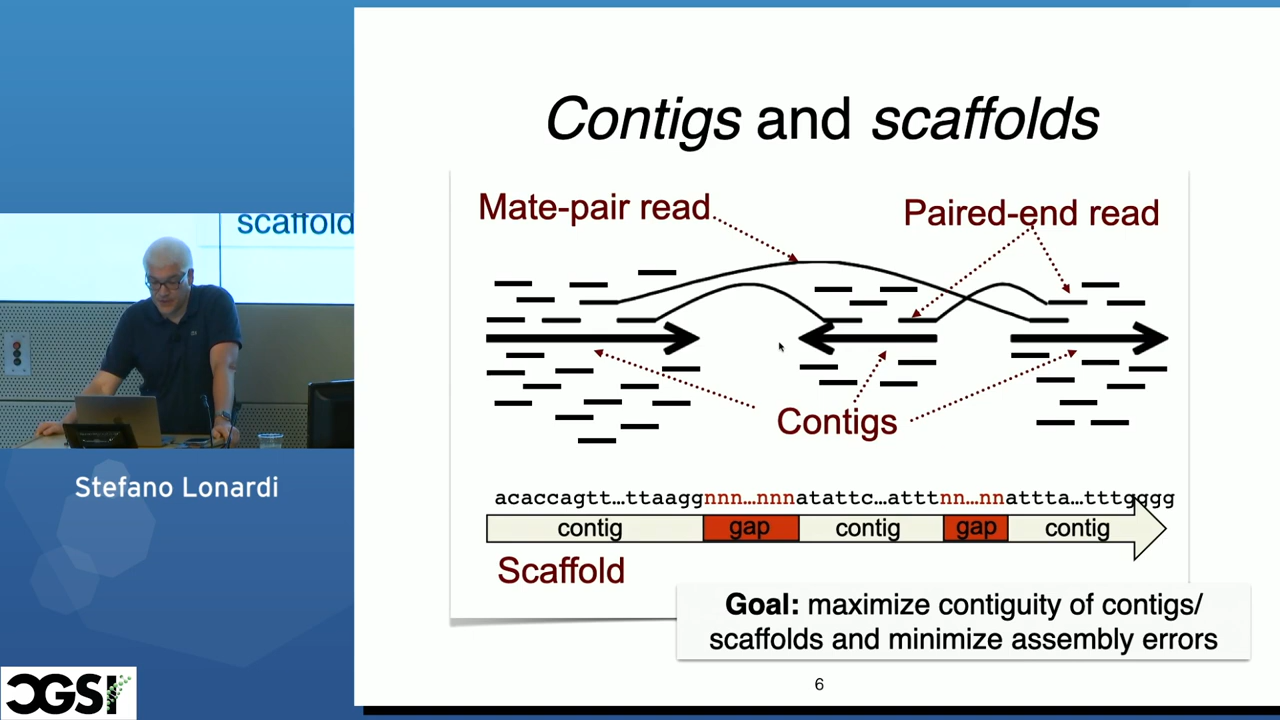 Contigs and scaffolds
Mate-pair read
Paired-end read
Contigs
acaccagtt...ttaaggnnn...nnnatattc...atttnn...nnattta...tttgggg
contig gap contig gap contig
Scaffold
Goal: maximize contiguity of contigs/
scaffolds and minimize assembly errors
6
scaffold
Stefano Lonardi
CGSI